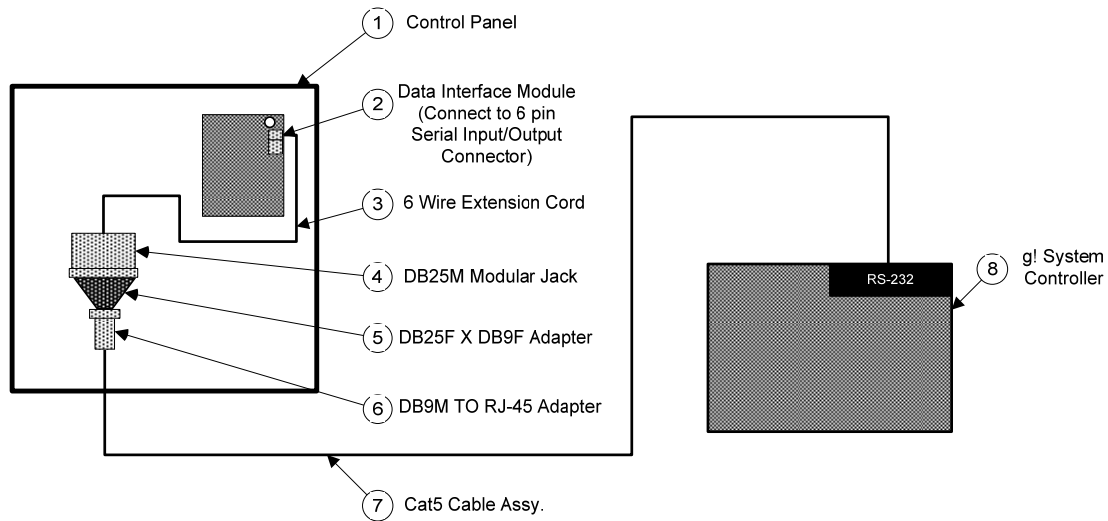 1 Control Panel
2 Data Interface Module
(Connect to 6 pin
Serial Input/Output
Connector)
3 6 Wire Extension Cord
4 DB25M Modular Jack
5 DB25F X DB9F Adapter
6 DB9M TO RJ-45 Adapter
7 Cat5 Cable Assy.
RS-232
8 g! System
Controller